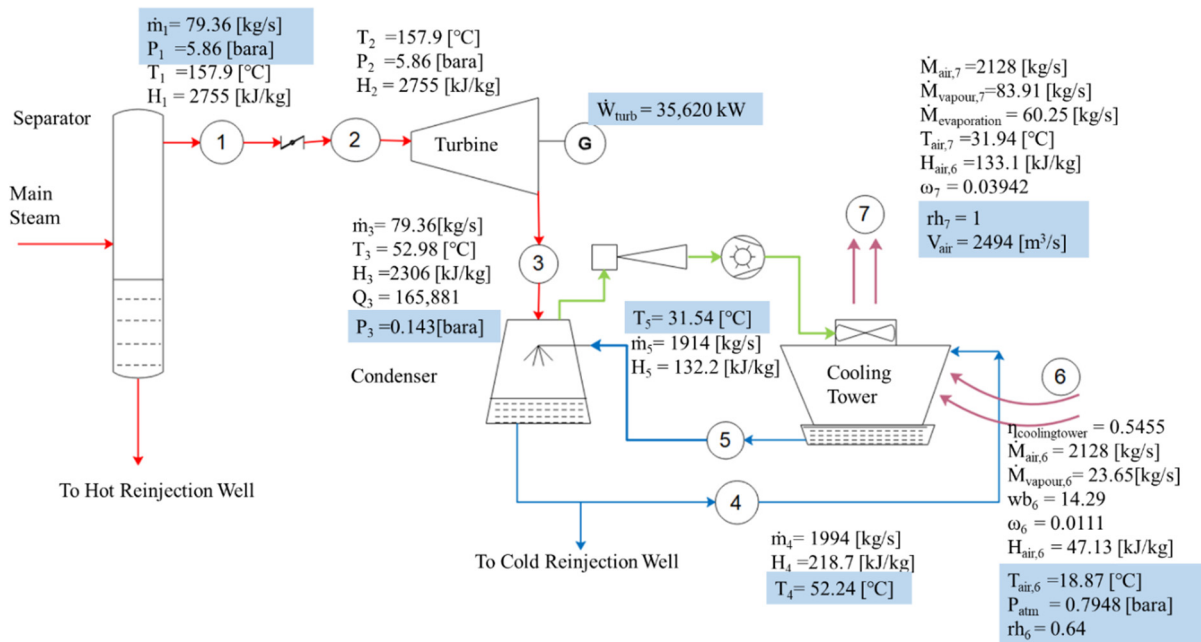 ṁ₁= 79.36 [kg/s]
P₁ =5.86 [bara]
T₁ =157.9 [°C]
H₁ = 2755 [kJ/kg]
T₂ =157.9 [°C]
P₂ =5.86 [bara]
H₂ = 2755 [kJ/kg]
Separator
1
2
Turbine
G
Ẇturb = 35,620 kW
Main
Steam
Ṁair,7 =2128 [kg/s]
Ṁvapour,7=83.91 [kg/s]
Ṁevaporation = 60.25 [kg/s]
Tair,7 =31.94 [°C]
Hair,6 =133.1 [kJ/kg]
ω₇ = 0.03942
rh₇ = 1
Vair = 2494 [m³/s]
7
ṁ₃= 79.36[kg/s]
T₃ = 52.98 [°C]
H₃ =2306 [kJ/kg]
Q₃ = 165,881
P₃ =0.143[bara]
3
T₅= 31.54 [°C]
ṁ₅= 1914 [kg/s]
H₅ = 132.2 [kJ/kg]
Condenser
Cooling
Tower
6
5
ηcoolingtower = 0.5455
Ṁair,6 = 2128 [kg/s]
Ṁvapour,6= 23.65[kg/s]
wb₆ = 14.29
ω₆ = 0.0111
Hair,6 = 47.13 [kJ/kg]
Tair,6 =18.87 [°C]
Patm = 0.7948 [bara]
rh₆ = 0.64
To Hot Reinjection Well
4
To Cold Reinjection Well
ṁ₄= 1994 [kg/s]
H₄ =218.7 [kJ/kg]
T₄= 52.24 [°C]